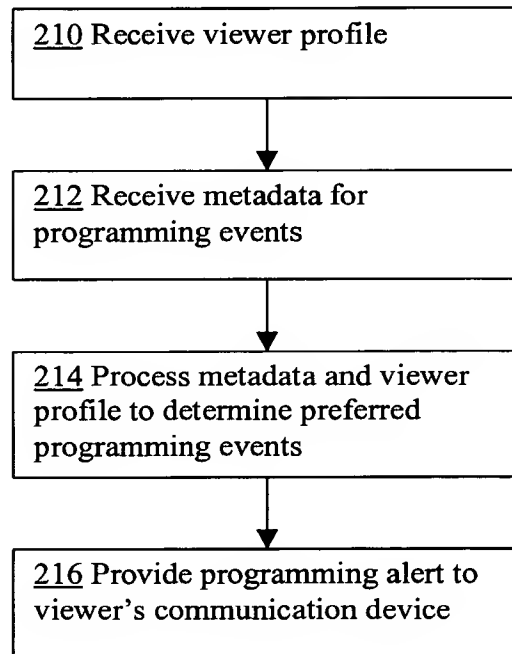 210 Receive viewer profile
212 Receive metadata for
programming events
214 Process metadata and viewer
profile to determine preferred
programming events
216 Provide programming alert to
viewer's communication device